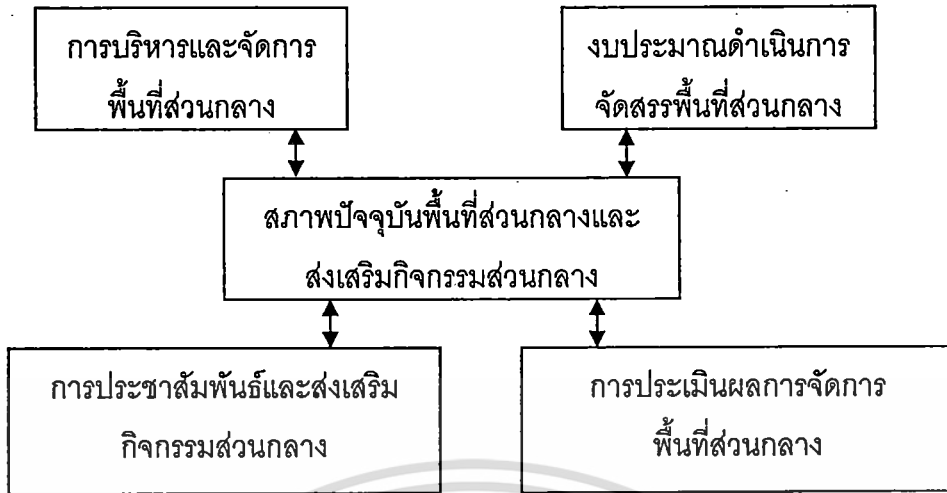 การบริหารและจัดการ
พื้นที่ส่วนกลาง
งบประมาณดำเนินการ
จัดสรรพื้นที่ส่วนกลาง
สภาพปัจจุบันพื้นที่ส่วนกลางและ
ส่งเสริมกิจกรรมส่วนกลาง
การประชาสัมพันธ์และส่งเสริม
กิจกรรมส่วนกลาง
การประเมินผลการจัดการ
พื้นที่ส่วนกลาง